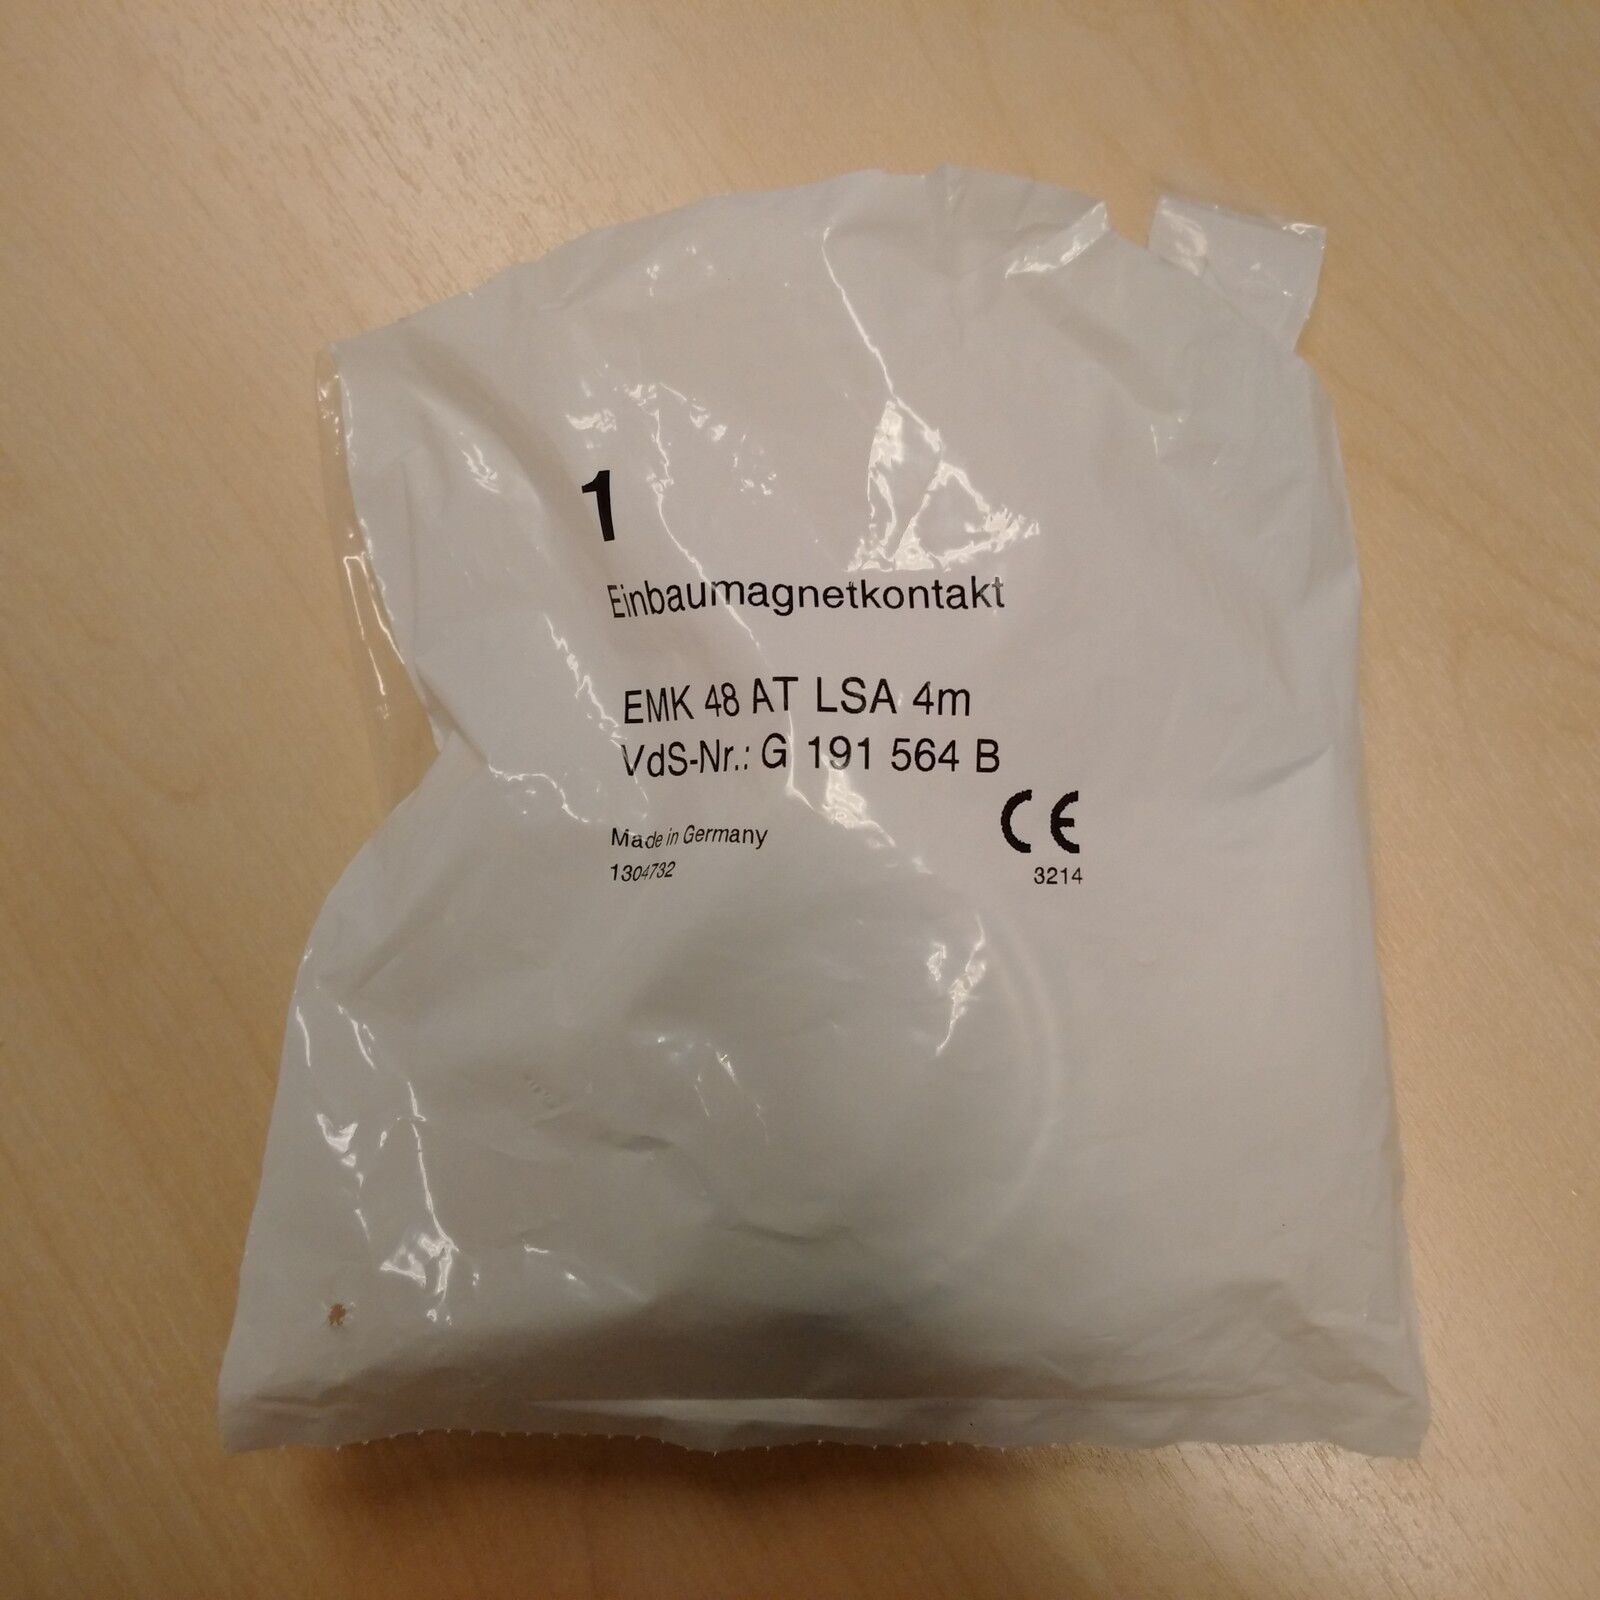 1
Einbaumagnetkontakt
EMK 48 AT LSA 4m
VdS-Nr.: G 191 564 B
CE
Made in Germany
1304732
3214